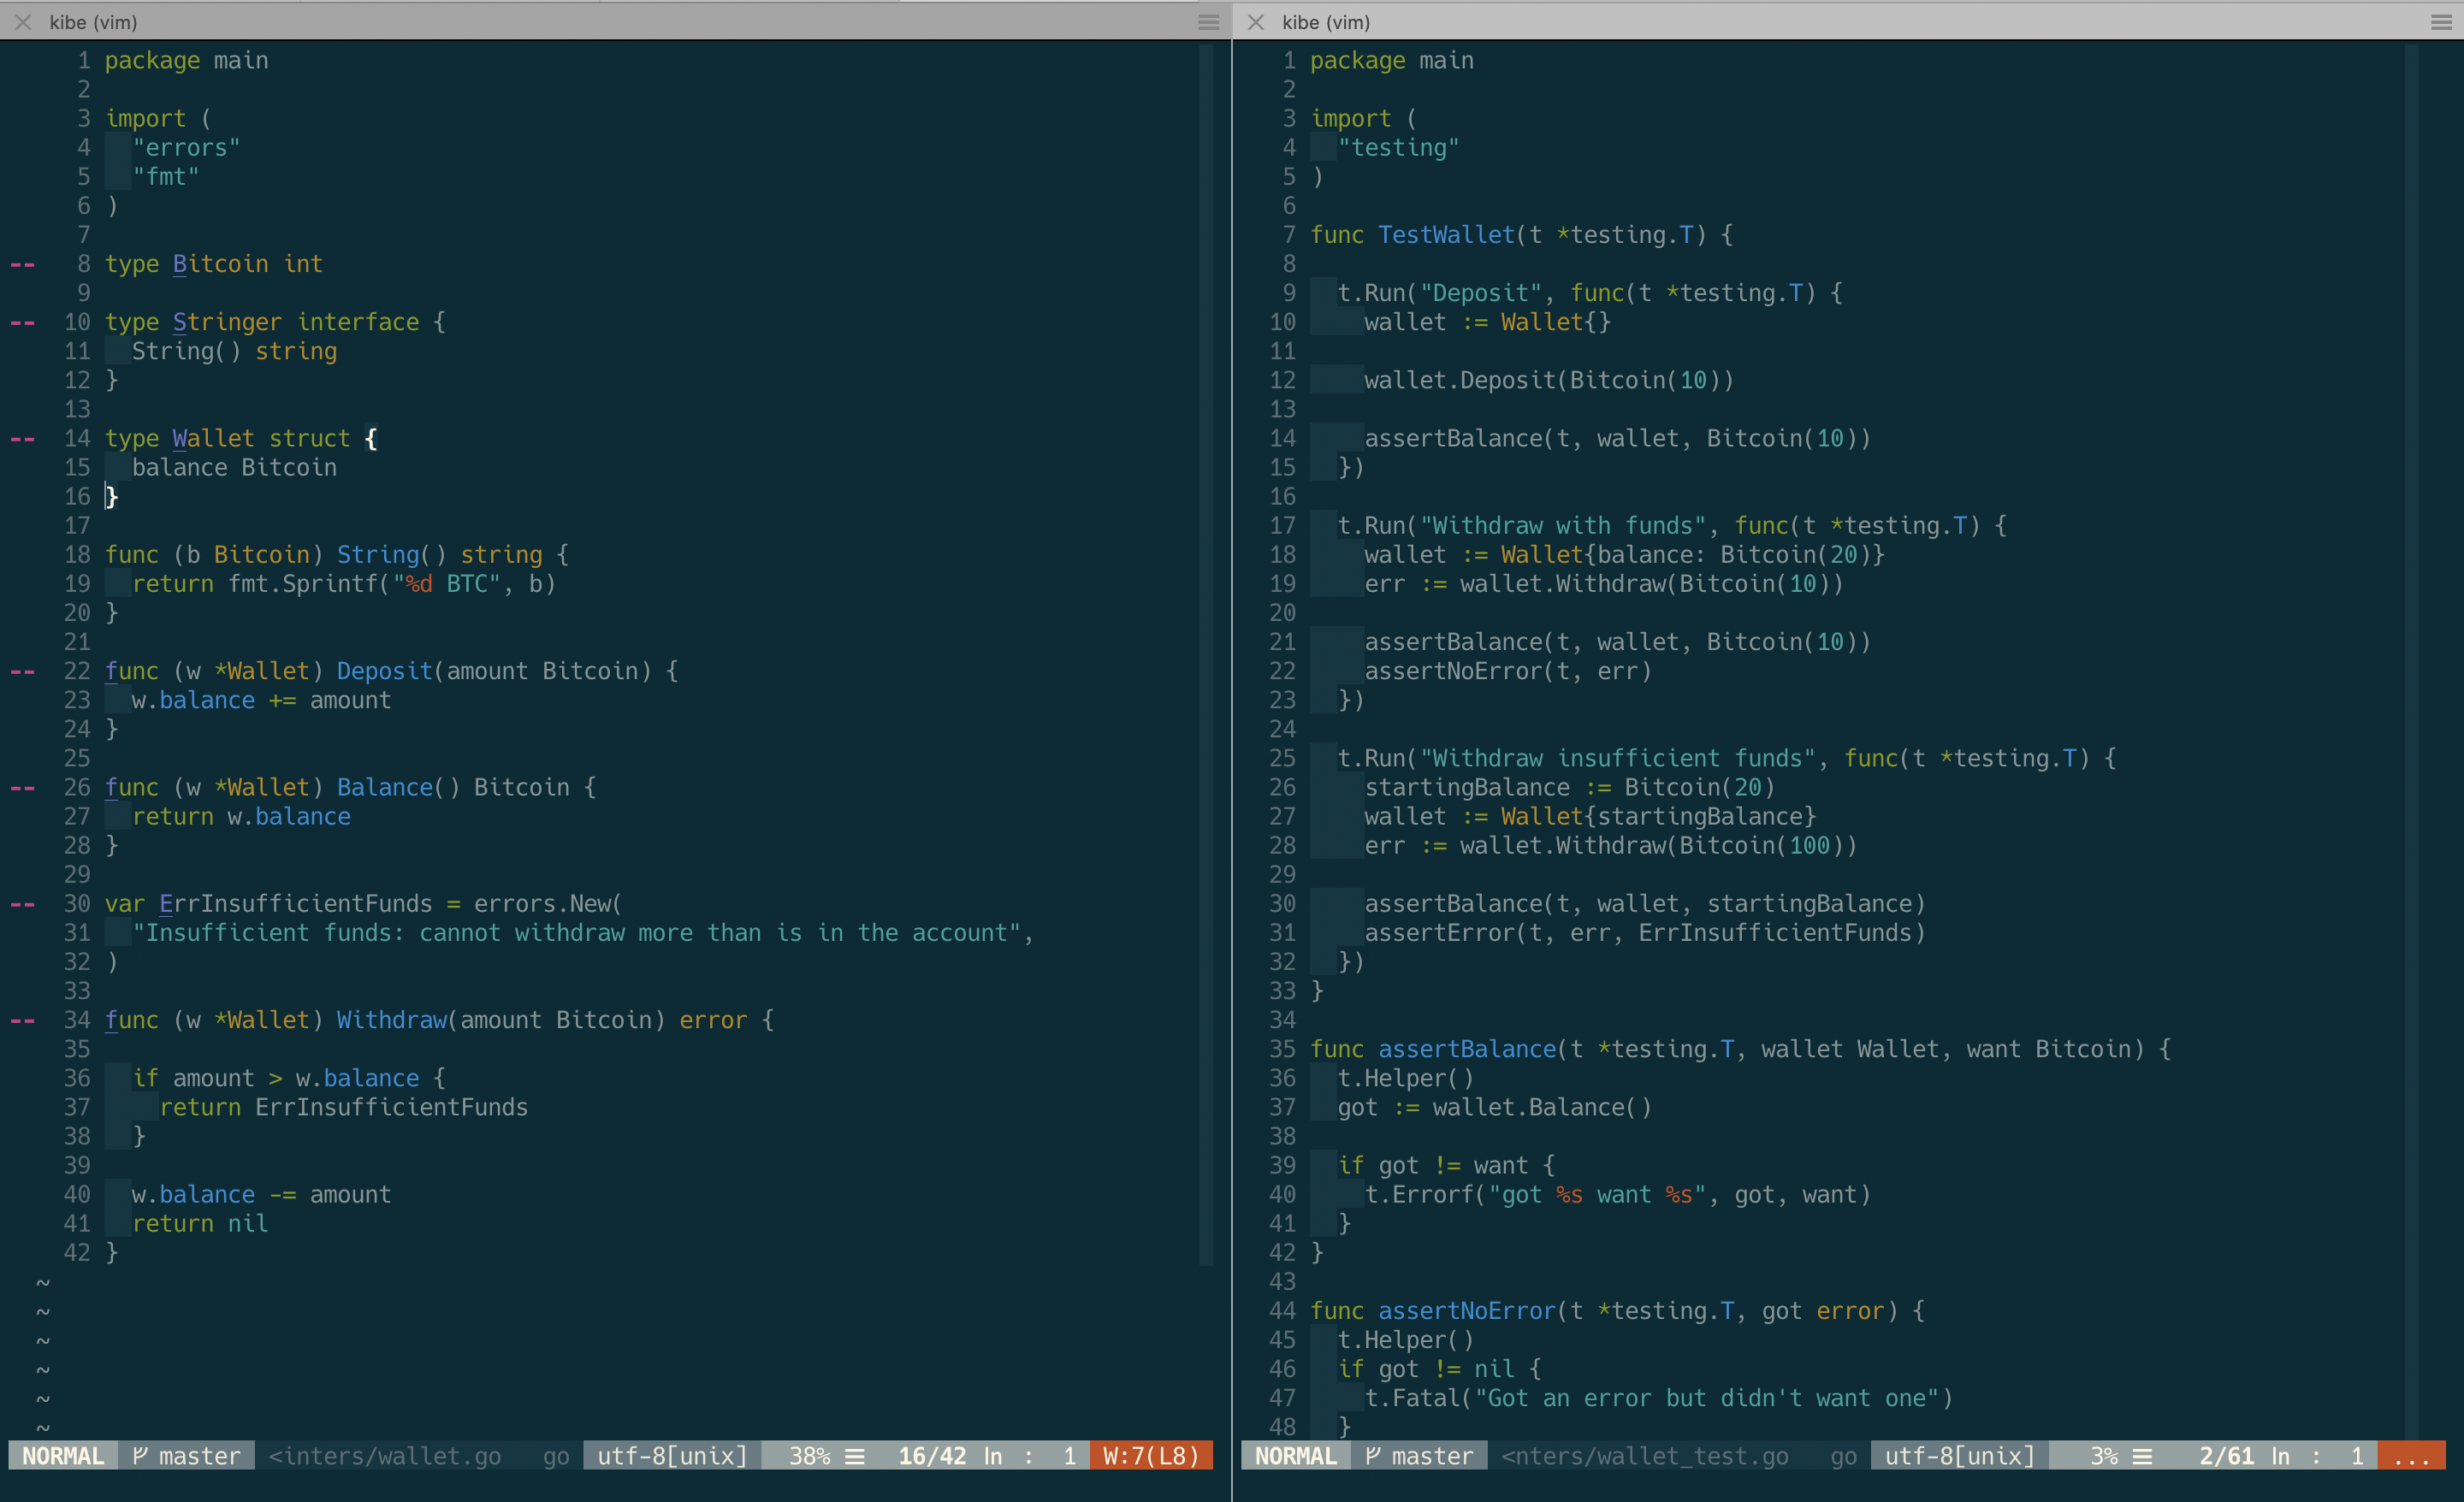 kibe (vim)
1 package main
2
3 import (
4   "errors"
5   "fmt"
6 )
7
-- 8 type Bitcoin int
9
-- 10 type Stringer interface {
11   String() string
12 }
13
-- 14 type Wallet struct {
15   balance Bitcoin
16 }
17
18 func (b Bitcoin) String() string {
19   return fmt.Sprintf("%d BTC", b)
20 }
21
-- 22 func (w *Wallet) Deposit(amount Bitcoin) {
23   w.balance += amount
24 }
25
-- 26 func (w *Wallet) Balance() Bitcoin {
27   return w.balance
28 }
29
-- 30 var ErrInsufficientFunds = errors.New(
31   "Insufficient funds: cannot withdraw more than is in the account",
32 )
33
-- 34 func (w *Wallet) Withdraw(amount Bitcoin) error {
35
36   if amount > w.balance {
37     return ErrInsufficientFunds
38   }
39
40   w.balance -= amount
41   return nil
42 }
~
~
~
~
~
~
NORMAL master <inters/wallet.go go utf-8[unix] 38% ☰ 16/42 ln : 1 W:7(L8)
kibe (vim)
1 package main
2
3 import (
4   "testing"
5 )
6
7 func TestWallet(t *testing.T) {
8
9   t.Run("Deposit", func(t *testing.T) {
10     wallet := Wallet{}
11
12     wallet.Deposit(Bitcoin(10))
13
14     assertBalance(t, wallet, Bitcoin(10))
15   })
16
17   t.Run("Withdraw with funds", func(t *testing.T) {
18     wallet := Wallet{balance: Bitcoin(20)}
19     err := wallet.Withdraw(Bitcoin(10))
20
21     assertBalance(t, wallet, Bitcoin(10))
22     assertNoError(t, err)
23   })
24
25   t.Run("Withdraw insufficient funds", func(t *testing.T) {
26     startingBalance := Bitcoin(20)
27     wallet := Wallet{startingBalance}
28     err := wallet.Withdraw(Bitcoin(100))
29
30     assertBalance(t, wallet, startingBalance)
31     assertError(t, err, ErrInsufficientFunds)
32   })
33 }
34
35 func assertBalance(t *testing.T, wallet Wallet, want Bitcoin) {
36   t.Helper()
37   got := wallet.Balance()
38
39   if got != want {
40     t.Errorf("got %s want %s", got, want)
41   }
42 }
43
44 func assertNoError(t *testing.T, got error) {
45   t.Helper()
46   if got != nil {
47     t.Fatal("Got an error but didn't want one")
48   }
NORMAL master <nters/wallet_test.go go utf-8[unix] 3% ☰ 2/61 ln : 1 ...